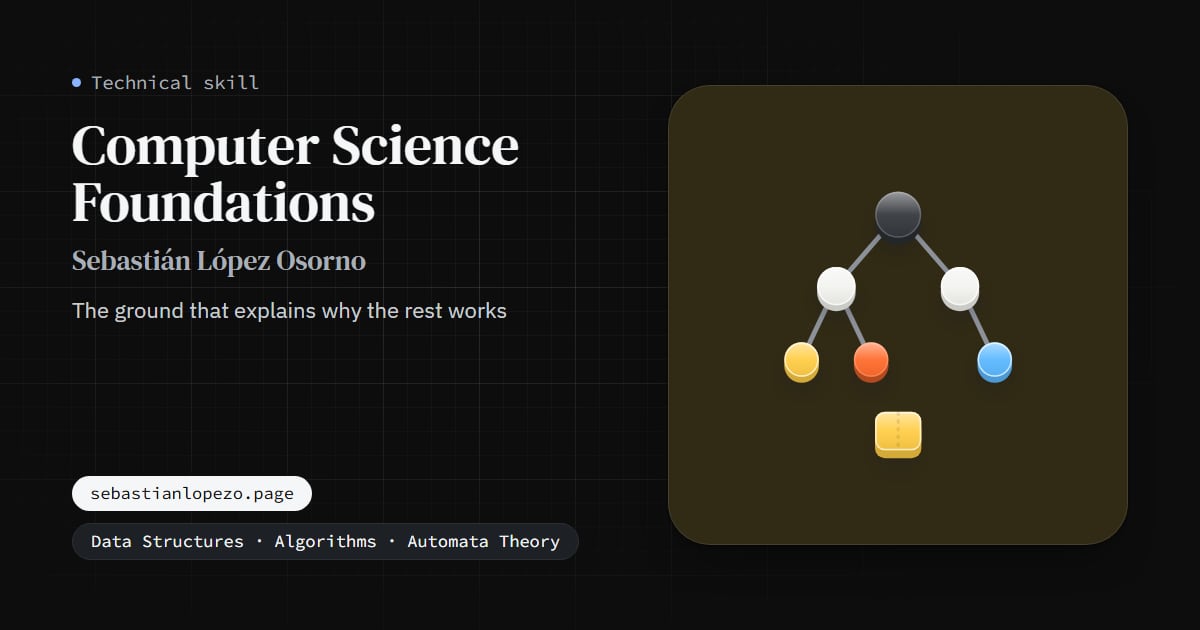 Technical skill
Computer Science
Foundations
Sebastián López Osorno
The ground that explains why the rest works
sebastianlopezo.page
Data Structures · Algorithms · Automata Theory